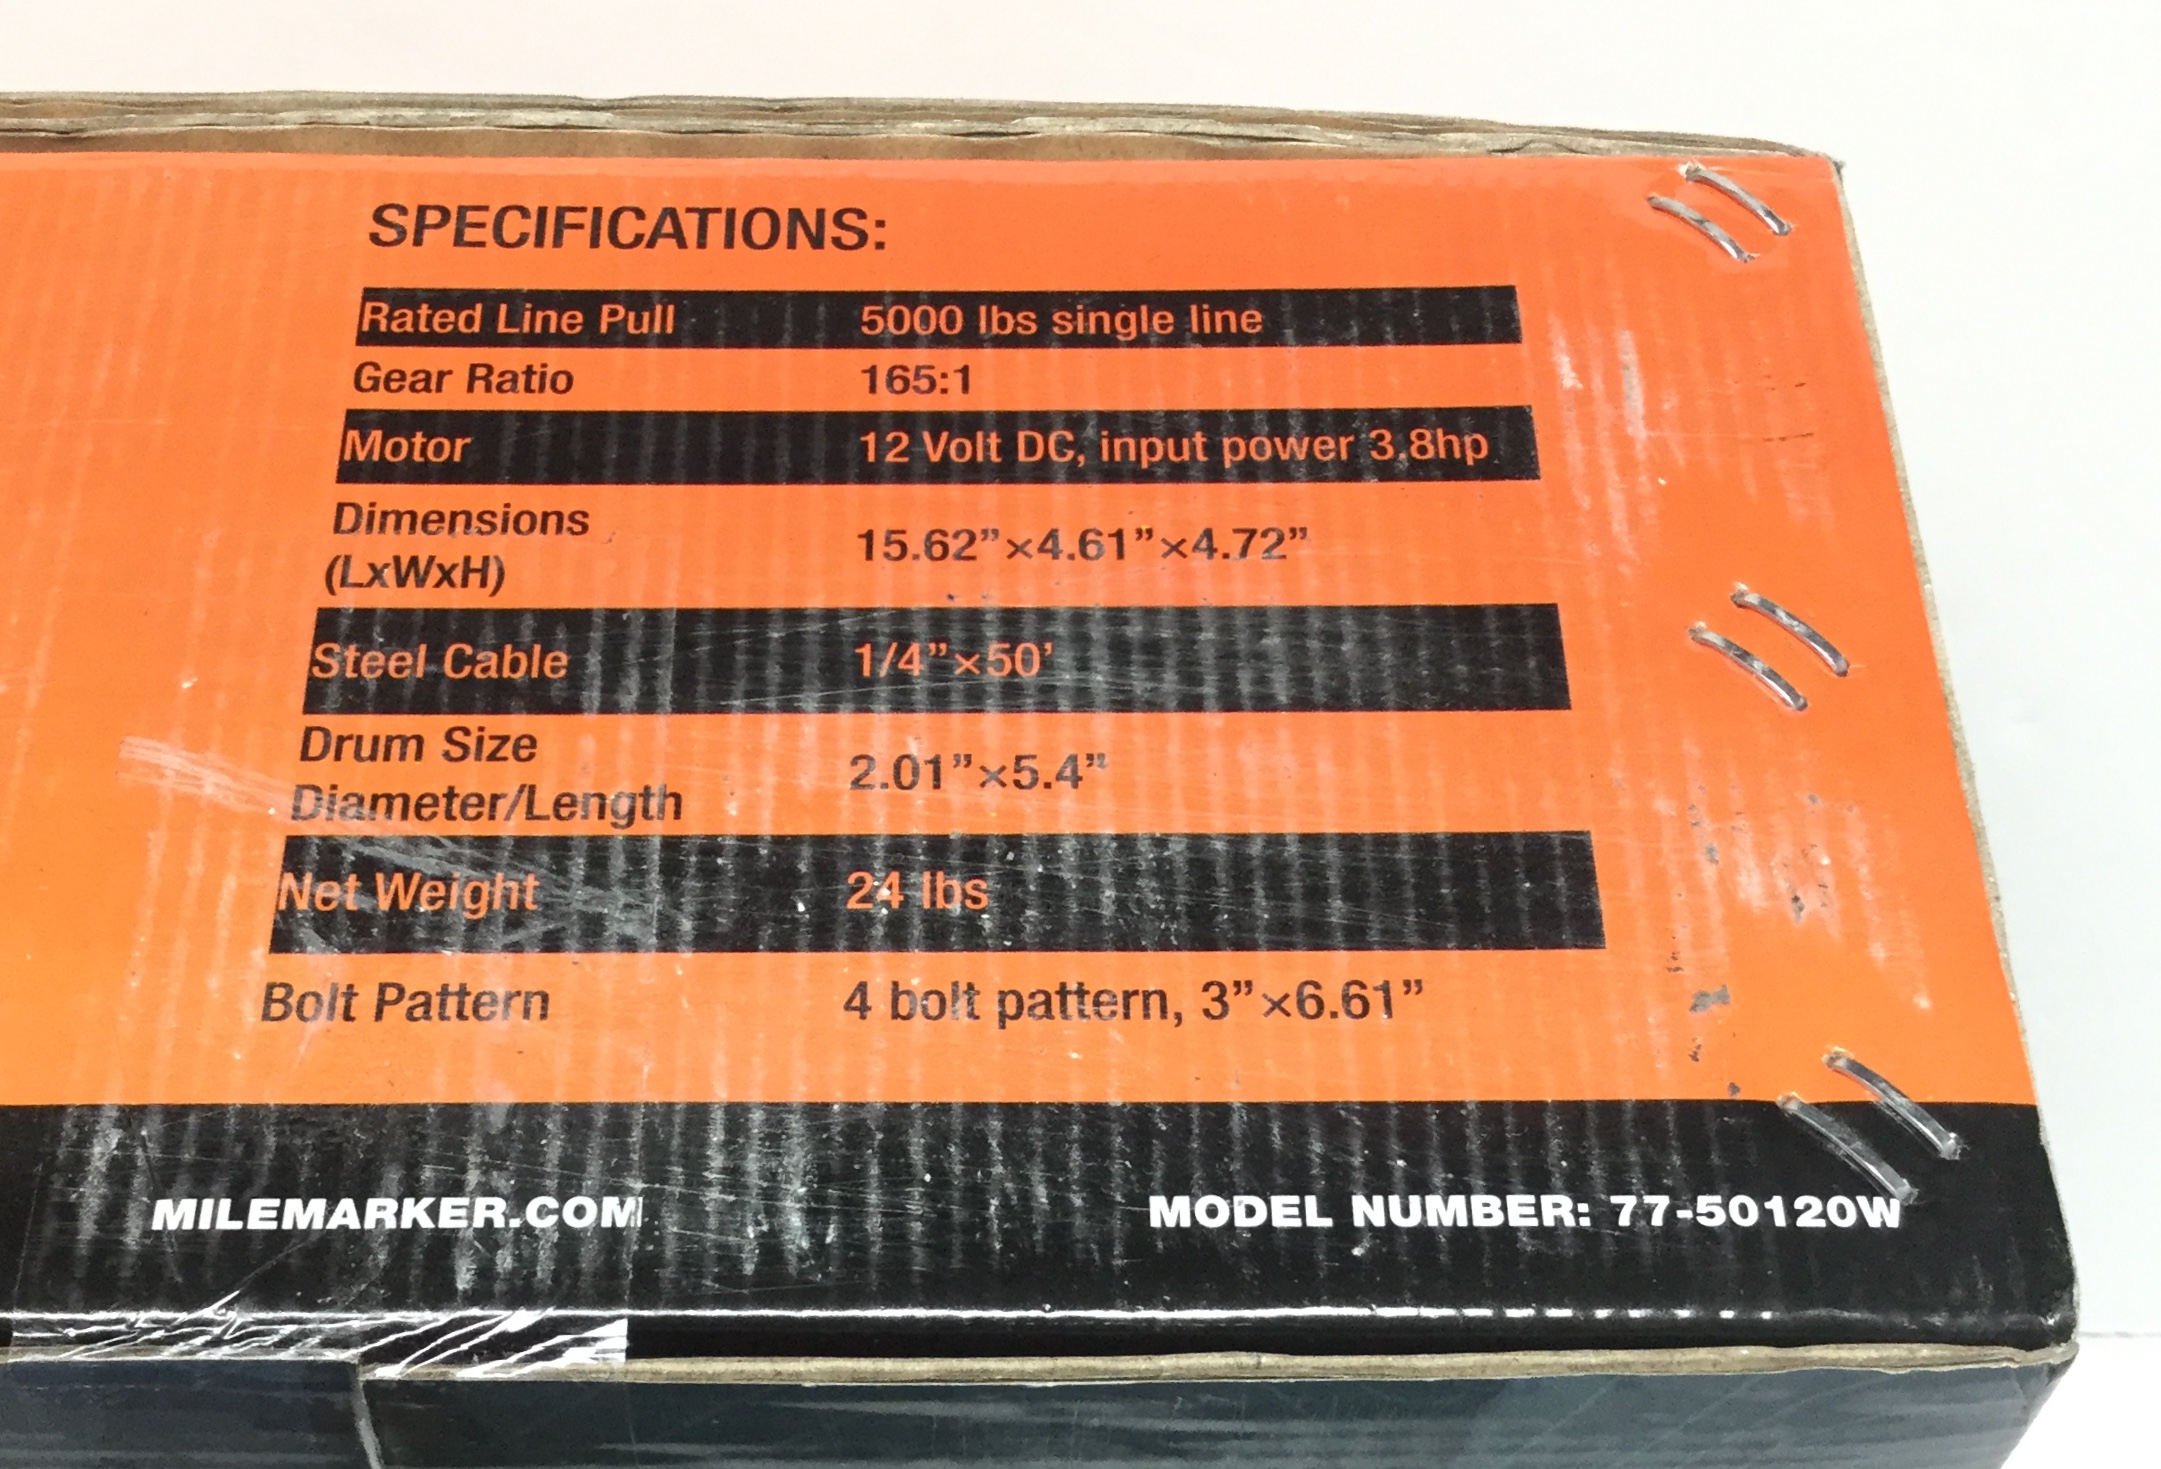 SPECIFICATIONS:
Rated Line Pull 5000 lbs single line
Gear Ratio 165:1
Motor 12 Volt DC, input power 3.8hp
Dimensions
(LxWxH) 15.62”×4.61”×4.72”
Steel Cable 1/4”×50’
Drum Size
Diameter/Length 2.01”×5.4”
Net Weight 24 lbs
Bolt Pattern 4 bolt pattern, 3”×6.61”
MILEMARKER.COM MODEL NUMBER: 77-50120W